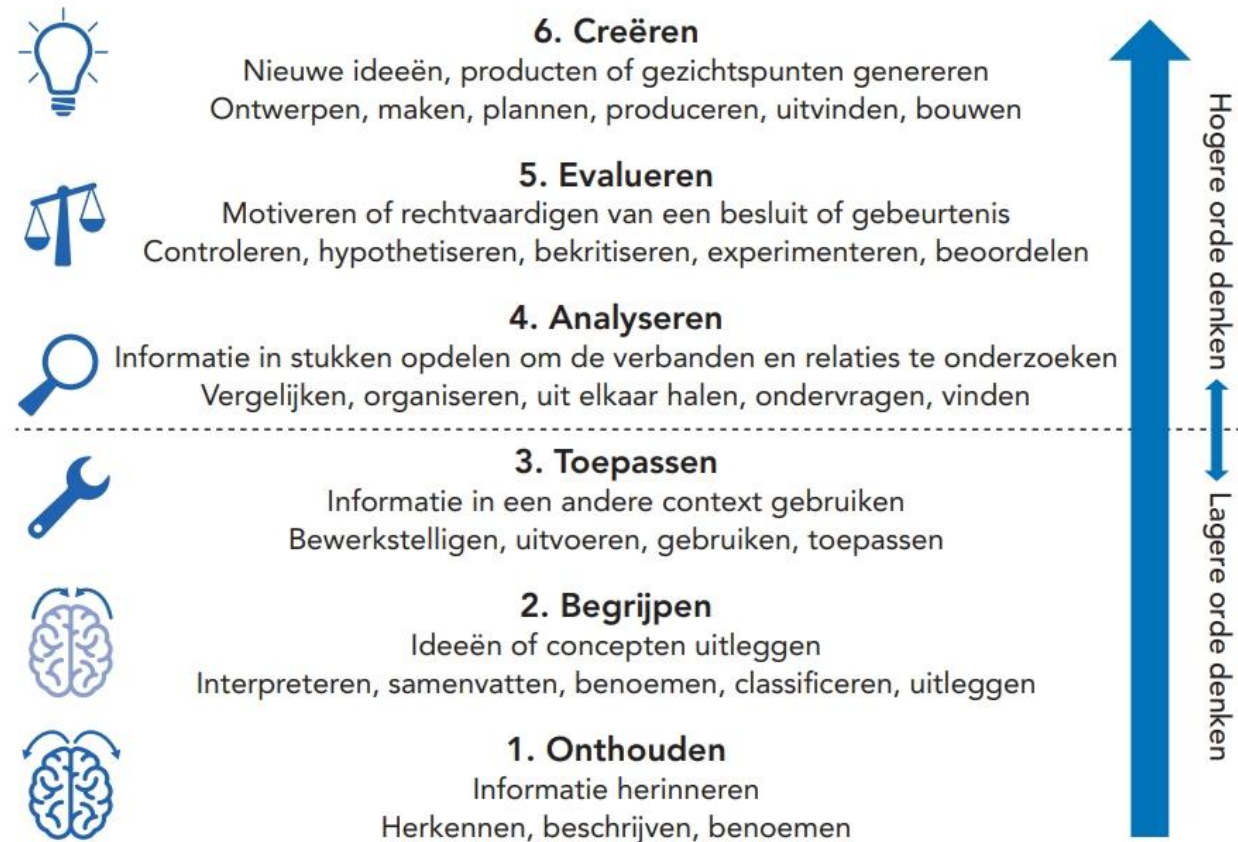 6. Creëren
Nieuwe ideeën, producten of gezichtspunten genereren
Ontwerpen, maken, plannen, produceren, uitvinden, bouwen
5. Evalueren
Motiveren of rechtvaardigen van een besluit of gebeurtenis
Controleren, hypothetiseren, bekritiseren, experimenteren, beoordelen
4. Analyseren
Informatie in stukken opdelen om de verbanden en relaties te onderzoeken
Vergelijken, organiseren, uit elkaar halen, ondervragen, vinden
3. Toepassen
Informatie in een andere context gebruiken
Bewerkstelligen, uitvoeren, gebruiken, toepassen
2. Begrijpen
Ideeën of concepten uitleggen
Interpreteren, samenvatten, benoemen, classificeren, uitleggen
1. Onthouden
Informatie herinneren
Herkennen, beschrijven, benoemen
Hogere orde denken
Lagere orde denken